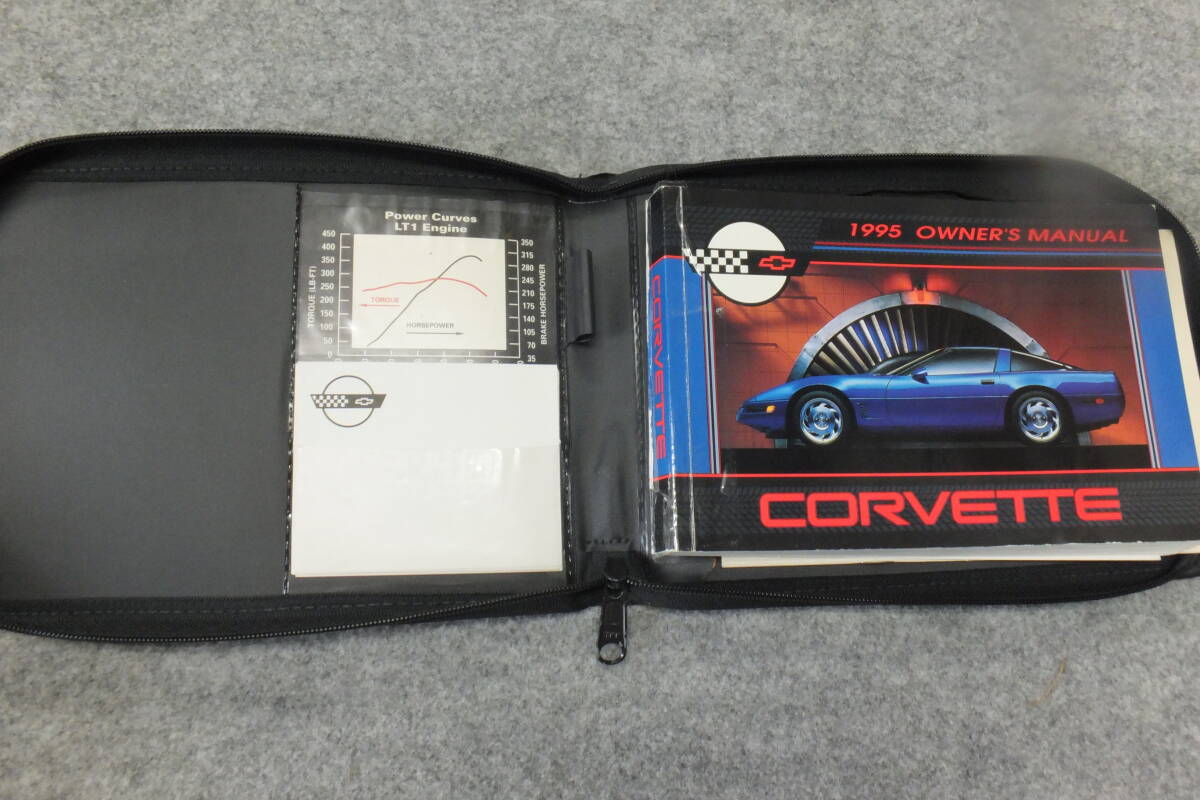 Power Curves
LT1 Engine
450
400
350
300
250
200
150
100
50
0
TORQUE (LB-FT)
TORQUE
HORSEPOWER
350
315
280
245
210
175
140
105
70
35
BRAKE HORSEPOWER
CORVETTE
1995 OWNER'S MANUAL
CORVETTE